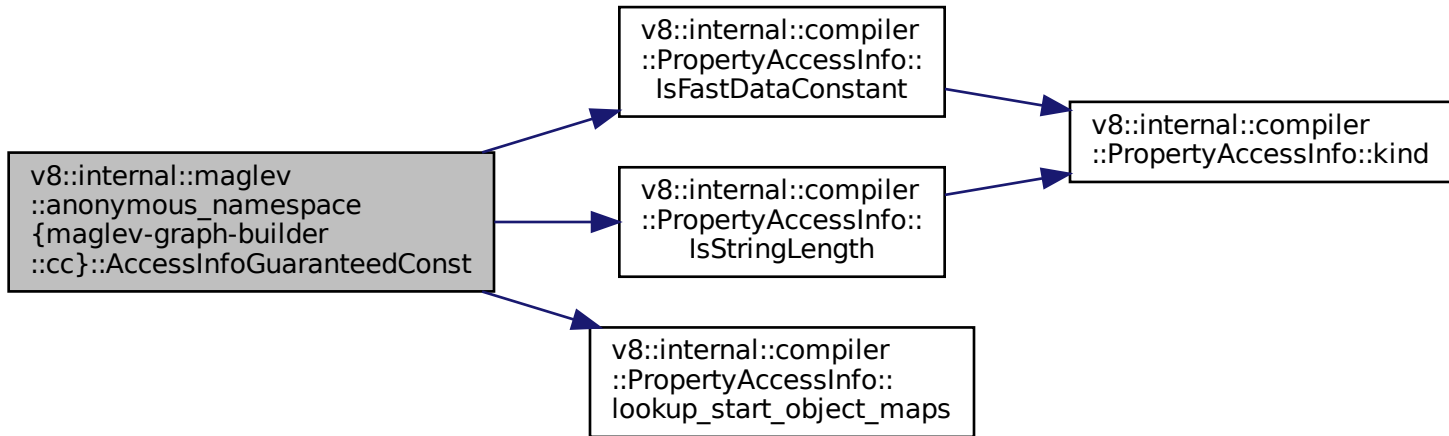 v8::internal::maglev
::anonymous_namespace
{maglev-graph-builder
::cc}::AccessInfoGuaranteedConst
v8::internal::compiler
::PropertyAccessInfo::
IsFastDataConstant
v8::internal::compiler
::PropertyAccessInfo::
IsStringLength
v8::internal::compiler
::PropertyAccessInfo::
lookup_start_object_maps
v8::internal::compiler
::PropertyAccessInfo::kind